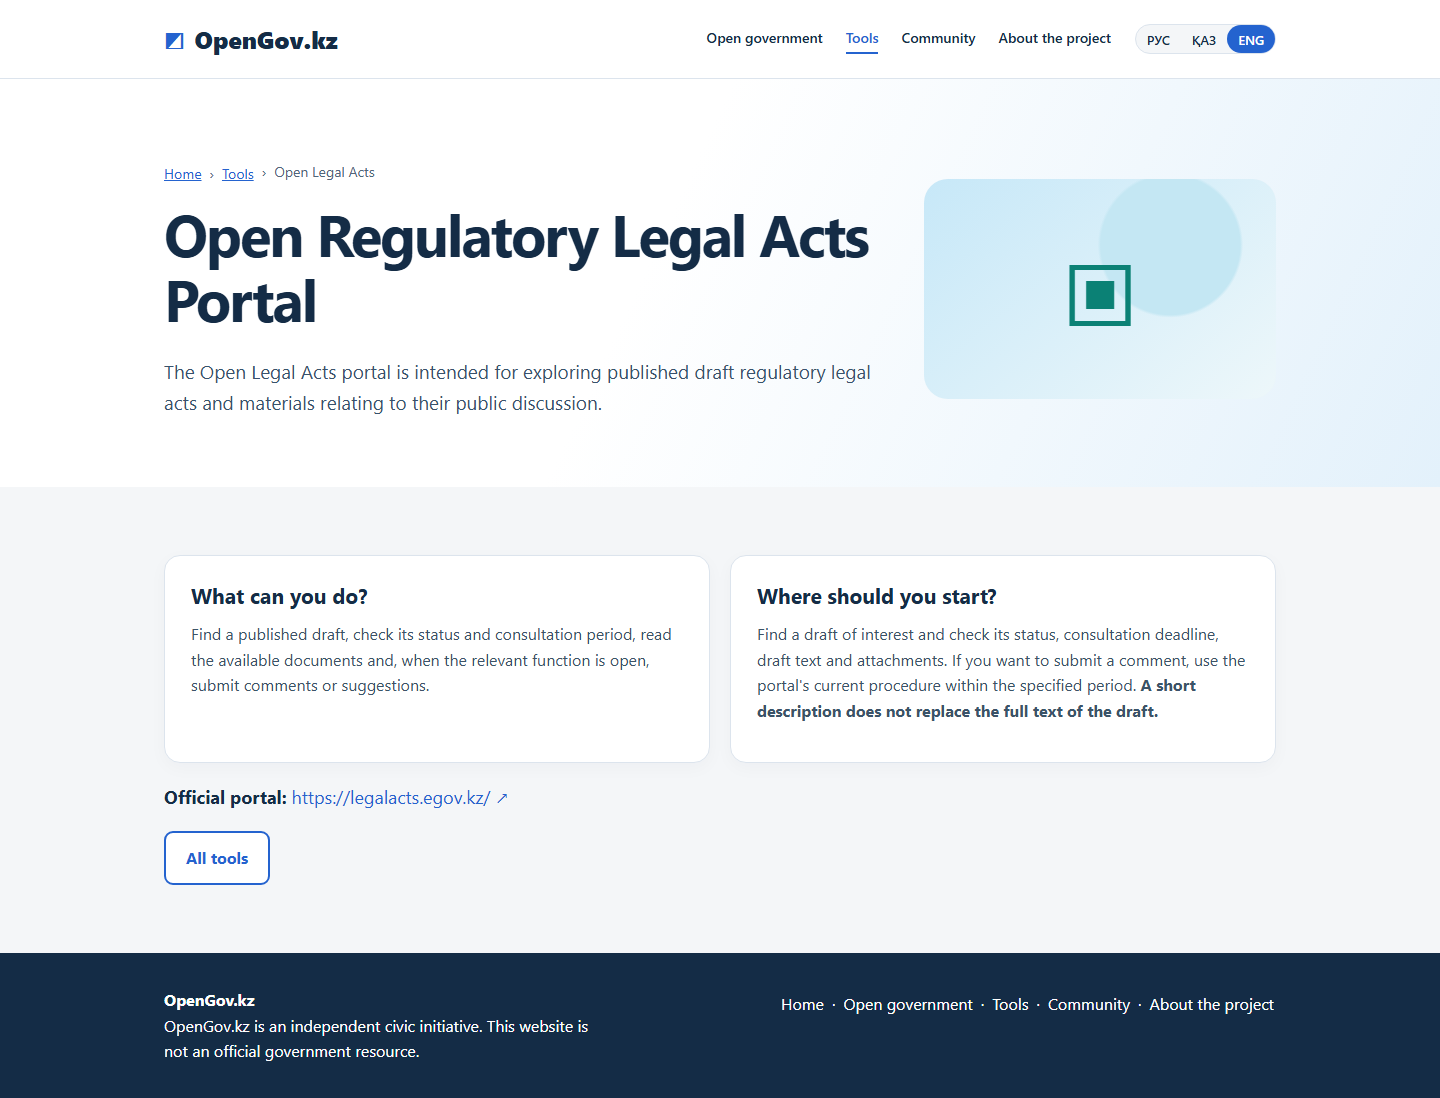 OpenGov.kz
Open government
Tools
Community
About the project
РУС
ҚАЗ
ENG
Home › Tools › Open Legal Acts
Open Regulatory Legal Acts
Portal
The Open Legal Acts portal is intended for exploring published draft regulatory legal
acts and materials relating to their public discussion.
What can you do?
Find a published draft, check its status and consultation period, read
the available documents and, when the relevant function is open,
submit comments or suggestions.
Where should you start?
Find a draft of interest and check its status, consultation deadline,
draft text and attachments. If you want to submit a comment, use the
portal's current procedure within the specified period. A short
description does not replace the full text of the draft.
Official portal: https://legalacts.egov.kz/ ↗
All tools
OpenGov.kz
OpenGov.kz is an independent civic initiative. This website is
not an official government resource.
Home · Open government · Tools · Community · About the project